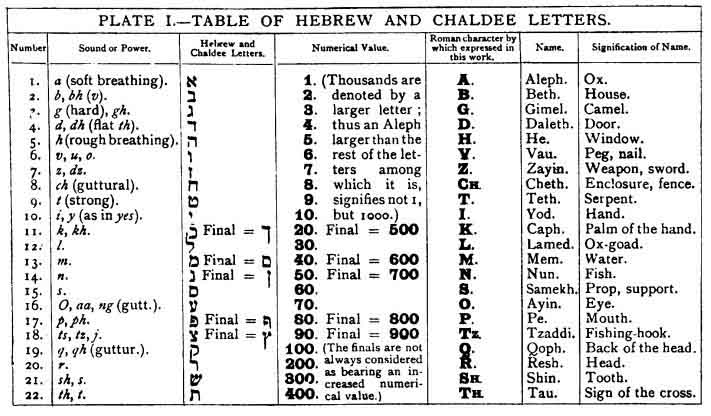 PLATE I.—TABLE OF HEBREW AND CHALDEE LETTERS.
Number Sound or Power. Hebrew and Chaldee Letters. Numerical Value. Roman character by which expressed in this work. Name. Signification of Name.
1. a (soft breathing). א 1. (Thousands are A. Aleph. Ox.
2. b, bh (v). ב 2. denoted by a B. Beth. House.
3. g (hard), gh. ג 3. larger letter; G. Gimel. Camel.
4. d, dh (flat th). ד 4. thus an Aleph D. Daleth. Door.
5. h (rough breathing). ה 5. larger than the H. He. Window.
6. v, u, o. ו 6. rest of the let- V. Vau. Peg, nail.
7. z, dz. ז 7. ters among Z. Zayin. Weapon, sword.
8. ch (guttural). ח 8. which it is, CH. Cheth. Enclosure, fence.
9. t (strong). ט 9. signifies not 1, T. Teth. Serpent.
10. i, y (as in yes). י 10. but 1000.) I. Yod. Hand.
11. k, kh. כ Final = ך 20. Final = 500 K. Caph. Palm of the hand.
12. l. ל 30. L. Lamed. Ox-goad.
13. m. מ Final = ם 40. Final = 600 M. Mem. Water.
14. n. נ Final = ן 50. Final = 700 N. Nun. Fish.
15. s. ס 60. S. Samekh. Prop, support.
16. O, aa, ng (gutt.). ע 70. O. Ayin. Eye.
17. p, ph. פ Final = ף 80. Final = 800 P. Pe. Mouth.
18. ts, tz, j. צ Final = ץ 90. Final = 900 TZ. Tzaddi. Fishing-hook.
19. q, qh (guttur.). ק 100. (The finals are not Q. Qoph. Back of the head.
20. r. ר 200. always considered R. Resh. Head.
21. sh, s. ש 300. as bearing an in- SH. Shin. Tooth.
22. th, t. ת 400. creased numeri- cal value.) TH. Tau. Sign of the cross.